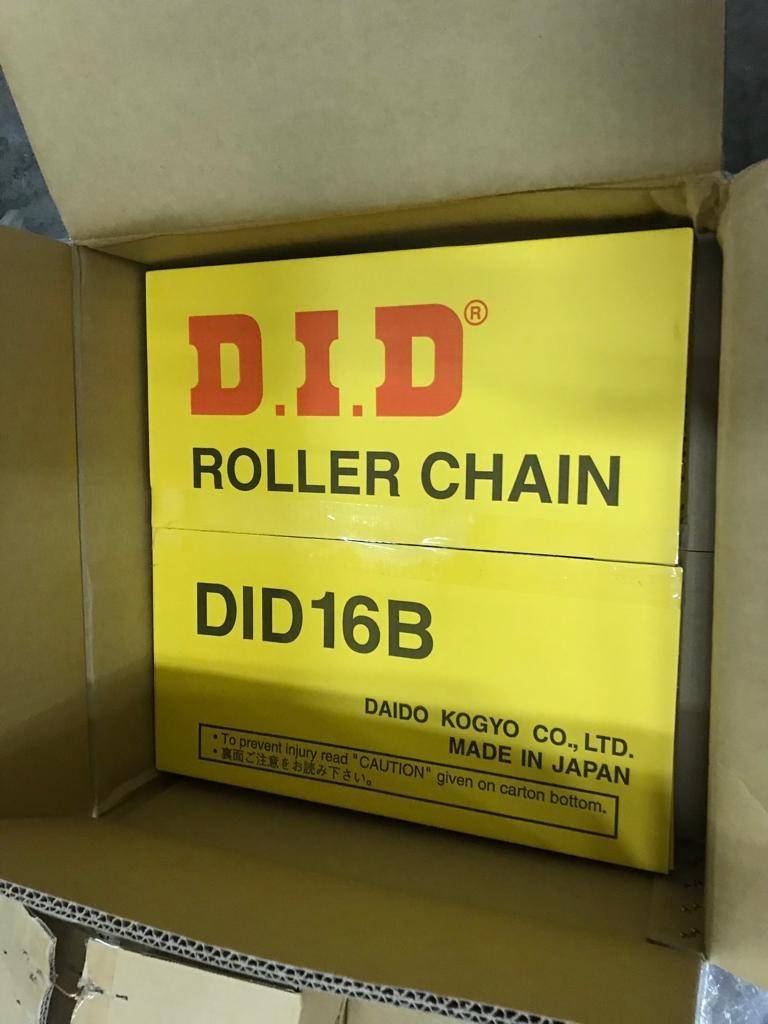 D.I.D®
ROLLER CHAIN
DID16B
DAIDO KOGYO CO., LTD.
MADE IN JAPAN
• To prevent injury read "CAUTION" given on carton bottom.
• 裏面ご注意をお読み下さい。